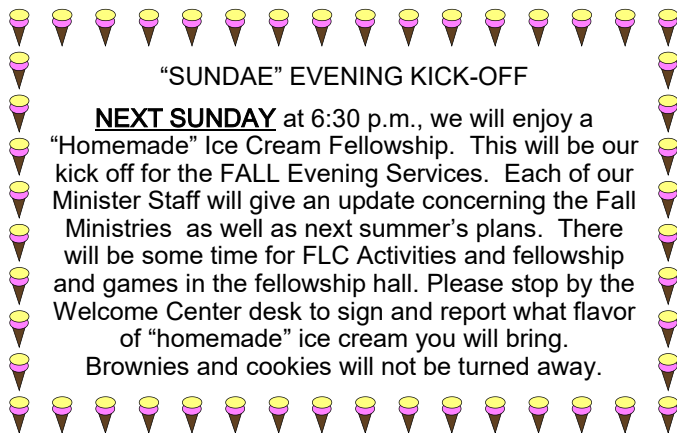 “SUNDAE” EVENING KICK-OFF
NEXT SUNDAY at 6:30 p.m., we will enjoy a
“Homemade” Ice Cream Fellowship.  This will be our
kick off for the FALL Evening Services.  Each of our
Minister Staff will give an update concerning the Fall
Ministries  as well as next summer’s plans.  There
will be some time for FLC Activities and fellowship
and games in the fellowship hall. Please stop by the
Welcome Center desk to sign and report what flavor
of “homemade” ice cream you will bring.
Brownies and cookies will not be turned away.